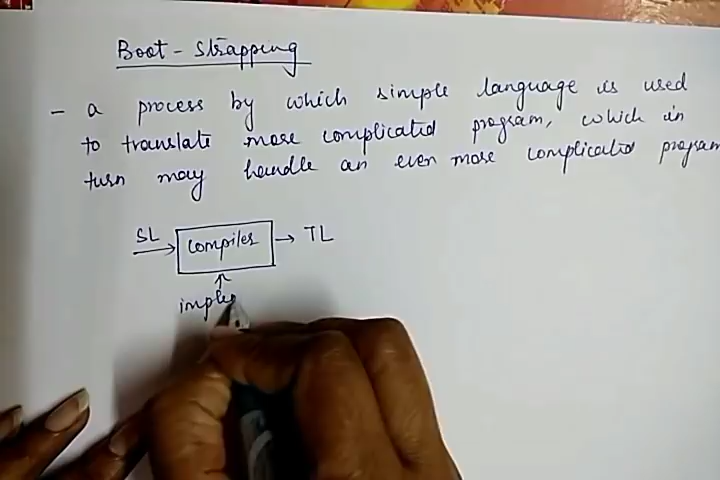 Boot - Strapping
- a process by which simple language is used
to translate more complicated program, which in
turn may handle an even more complicated program
SL compiler → TL
imple